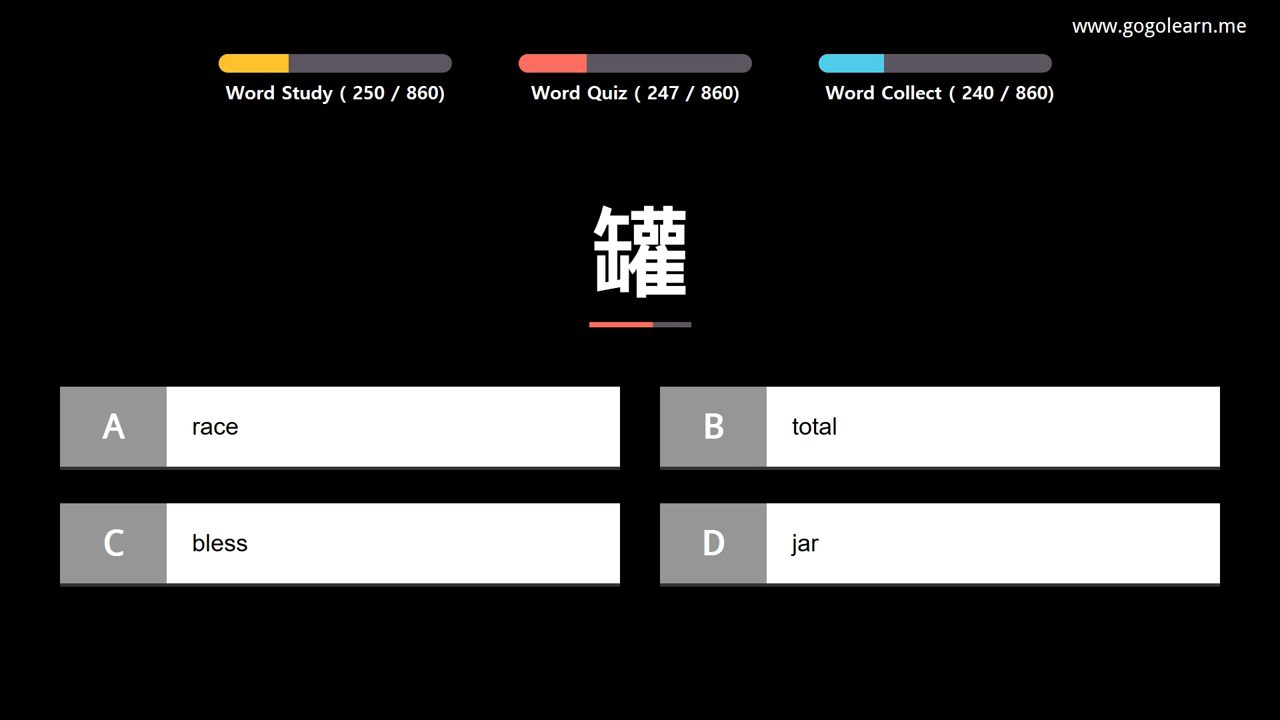 www.gogolearn.me
Word Study ( 250 / 860)
Word Quiz ( 247 / 860)
Word Collect ( 240 / 860)
罐
A race
B total
C bless
D jar